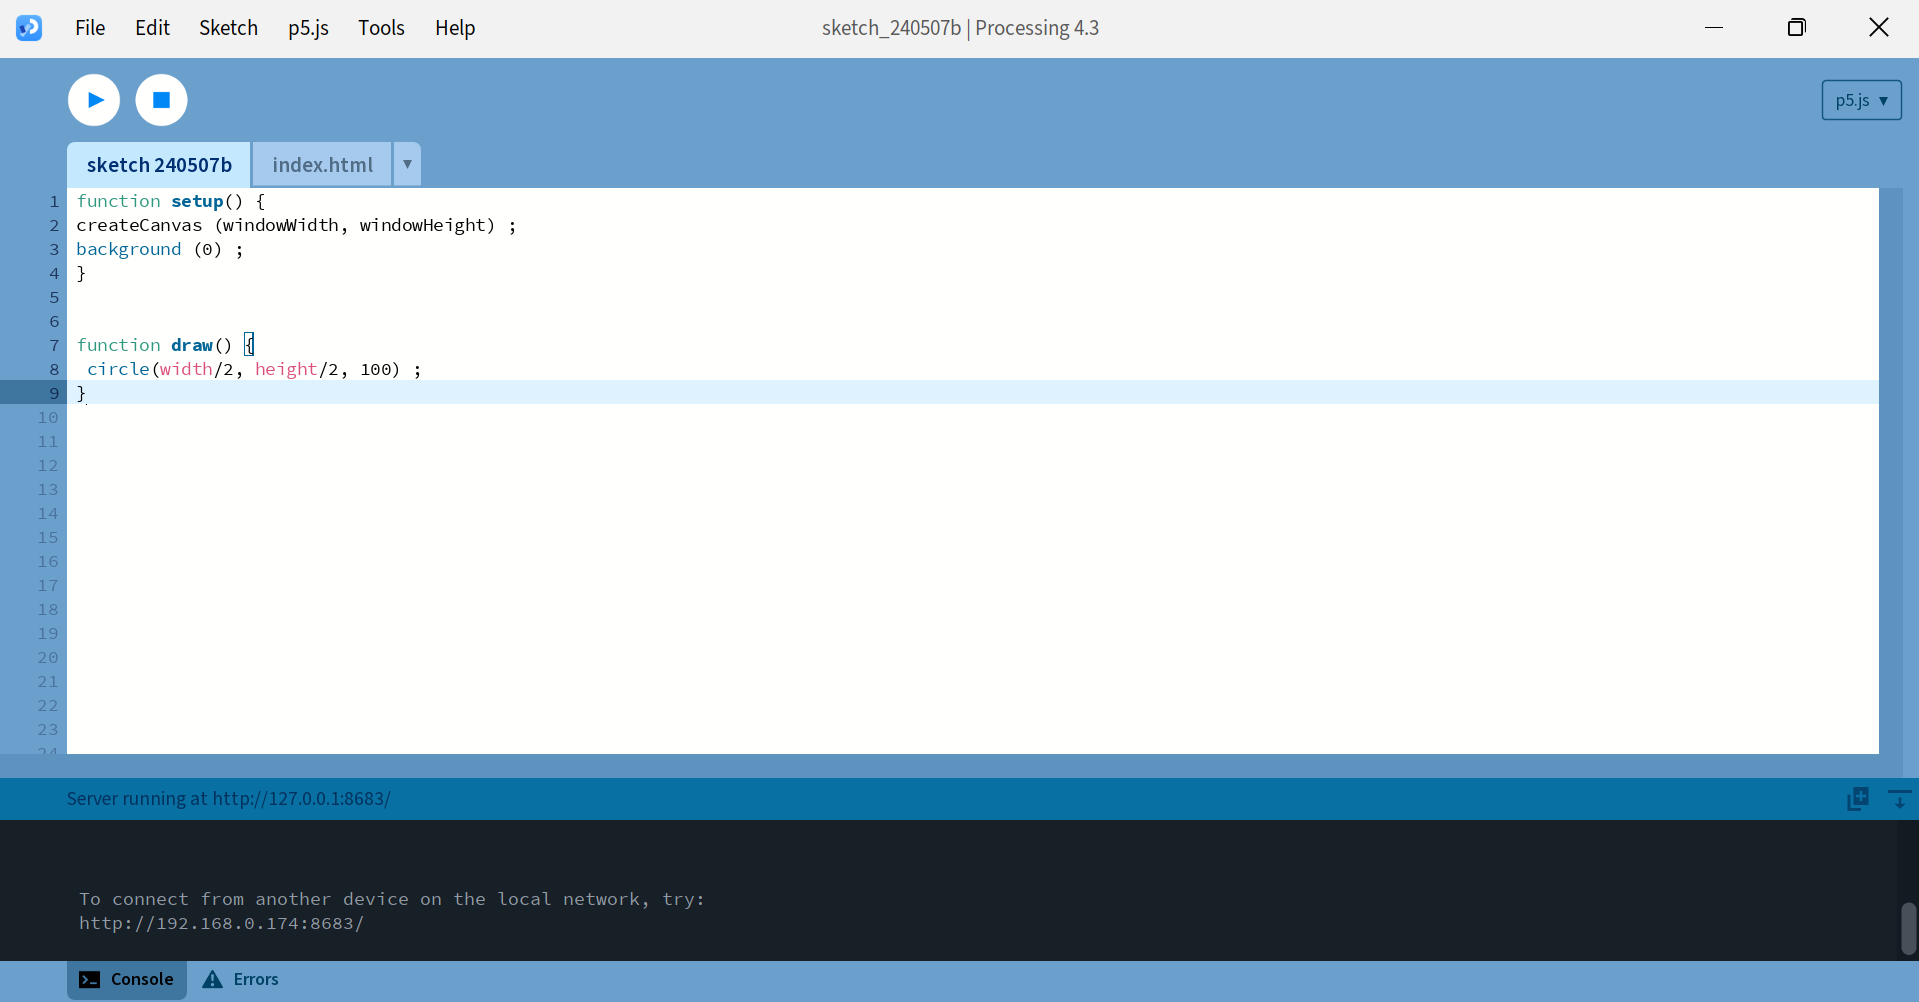 File Edit Sketch p5.js Tools Help sketch_240507b | Processing 4.3
p5.js ▼
sketch 240507b index.html ▼
1 function setup() {
2 createCanvas (windowWidth, windowHeight) ;
3 background (0) ;
4 }
5
6
7 function draw() {
8 circle(width/2, height/2, 100) ;
9 }
10
11
12
13
14
15
16
17
18
19
20
21
22
23
24
Server running at http://127.0.0.1:8683/
To connect from another device on the local network, try:
http://192.168.0.174:8683/
Console Errors